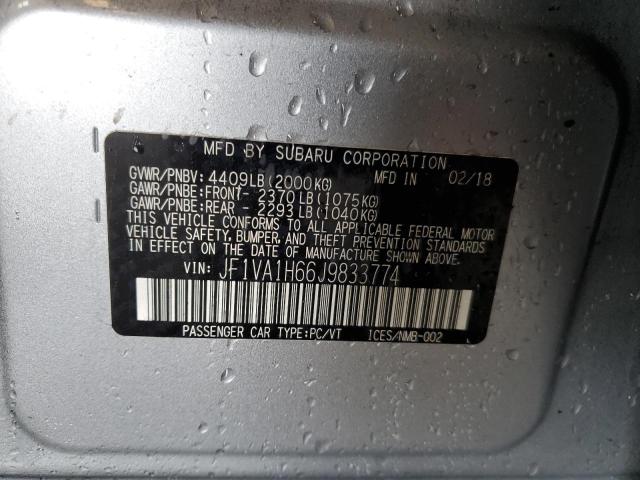 MFD BY SUBARU CORPORATION
GVWR/PNBV: 4409LB(2000KG) MFD IN 02/18
GAWR/PNBE:FRONT- 2370LB(1075KG)
GAWR/PNBE:REAR - 2293LB(1040KG)
THIS VEHICLE CONFORMS TO ALL APPLICABLE FEDERAL MOTOR
VEHICLE SAFETY, BUMPER, AND THEFT PREVENTION STANDARDS
IN EFFECT ON THE DATE OF MANUFACTURE SHOWN ABOVE.
VIN: JF1VA1H66J9833774
PASSENGER CAR TYPE:PC/VT ICES/NMB-002